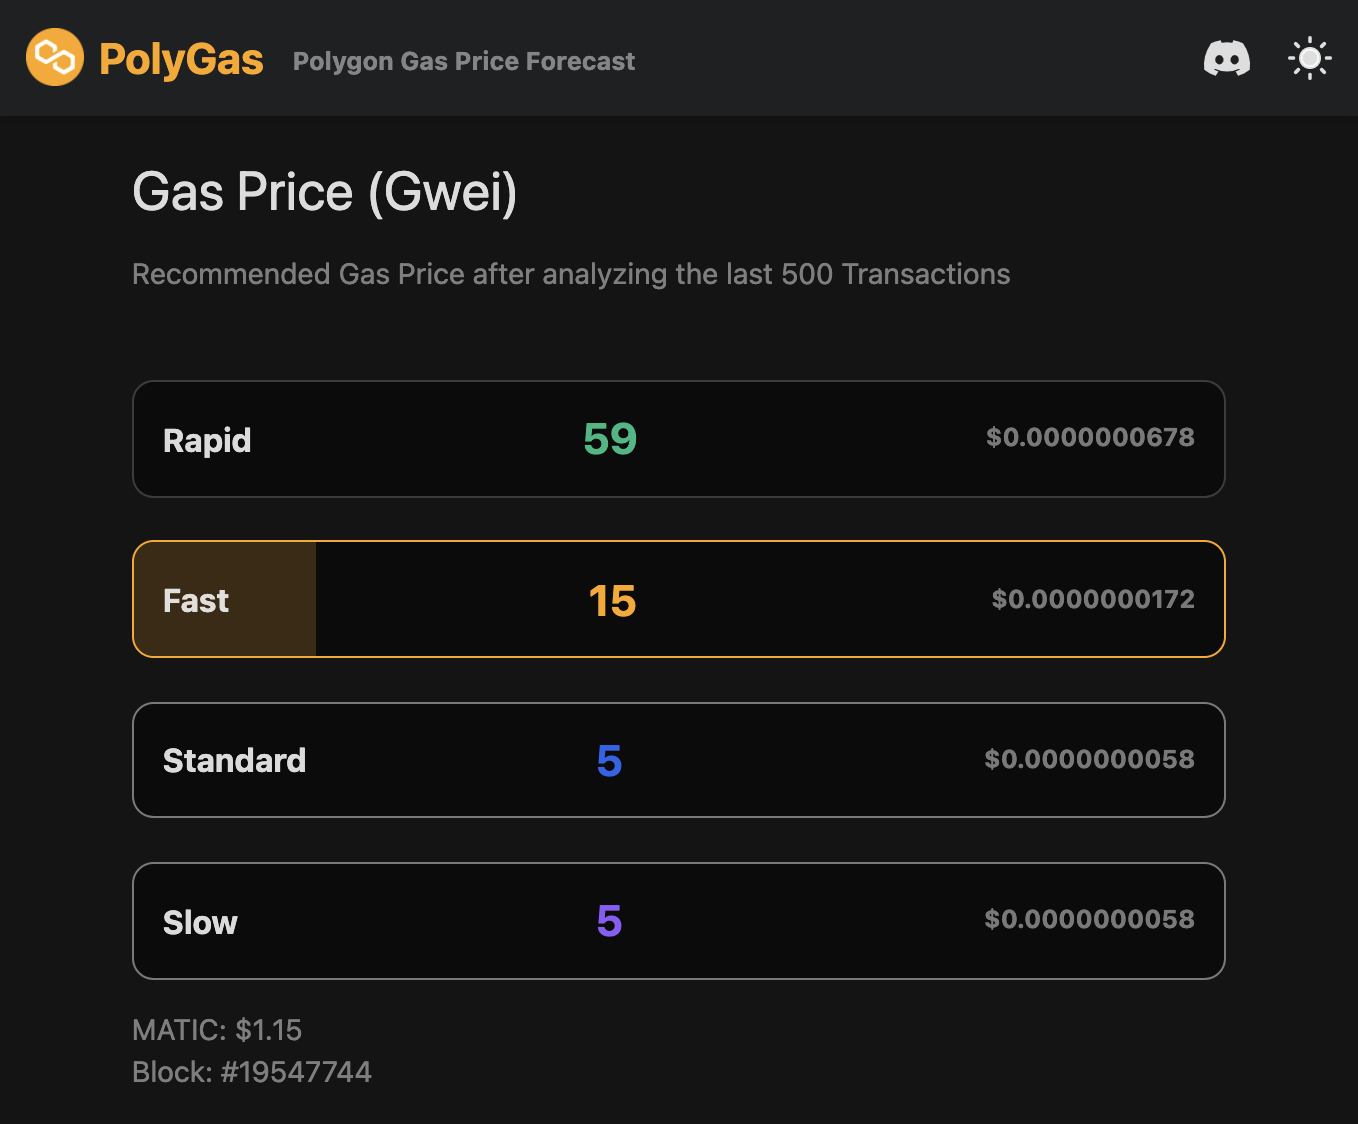 PolyGas Polygon Gas Price Forecast
Gas Price (Gwei)
Recommended Gas Price after analyzing the last 500 Transactions
Rapid 59 $0.0000000678
Fast 15 $0.0000000172
Standard 5 $0.0000000058
Slow 5 $0.0000000058
MATIC: $1.15
Block: #19547744